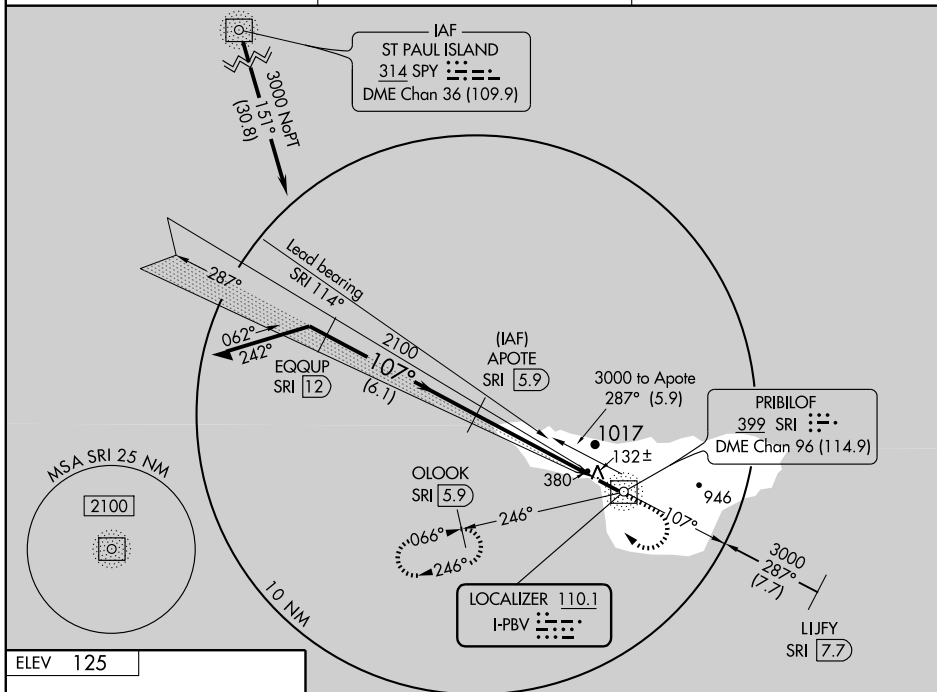 IAF
ST PAUL ISLAND
314 SPY
DME Chan 36 (109.9)
3000 NoPT
151°
(30.8)
Lead bearing
SRI 114°
287°
2100
062°
242°
EQQUP
SRI 12
107°
(6.1)
(IAF)
APOTE
SRI 5.9
3000 to Apote
287° (5.9)
1017
132±
380
PRIBILOF
399 SRI
DME Chan 96 (114.9)
946
OLOOK
SRI 5.9
246°
066°
246°
107°
3000
287°
(7.7)
LIJFY
SRI 7.7
LOCALIZER 110.1
I-PBV
MSA SRI 25 NM
2100
10 NM
ELEV 125